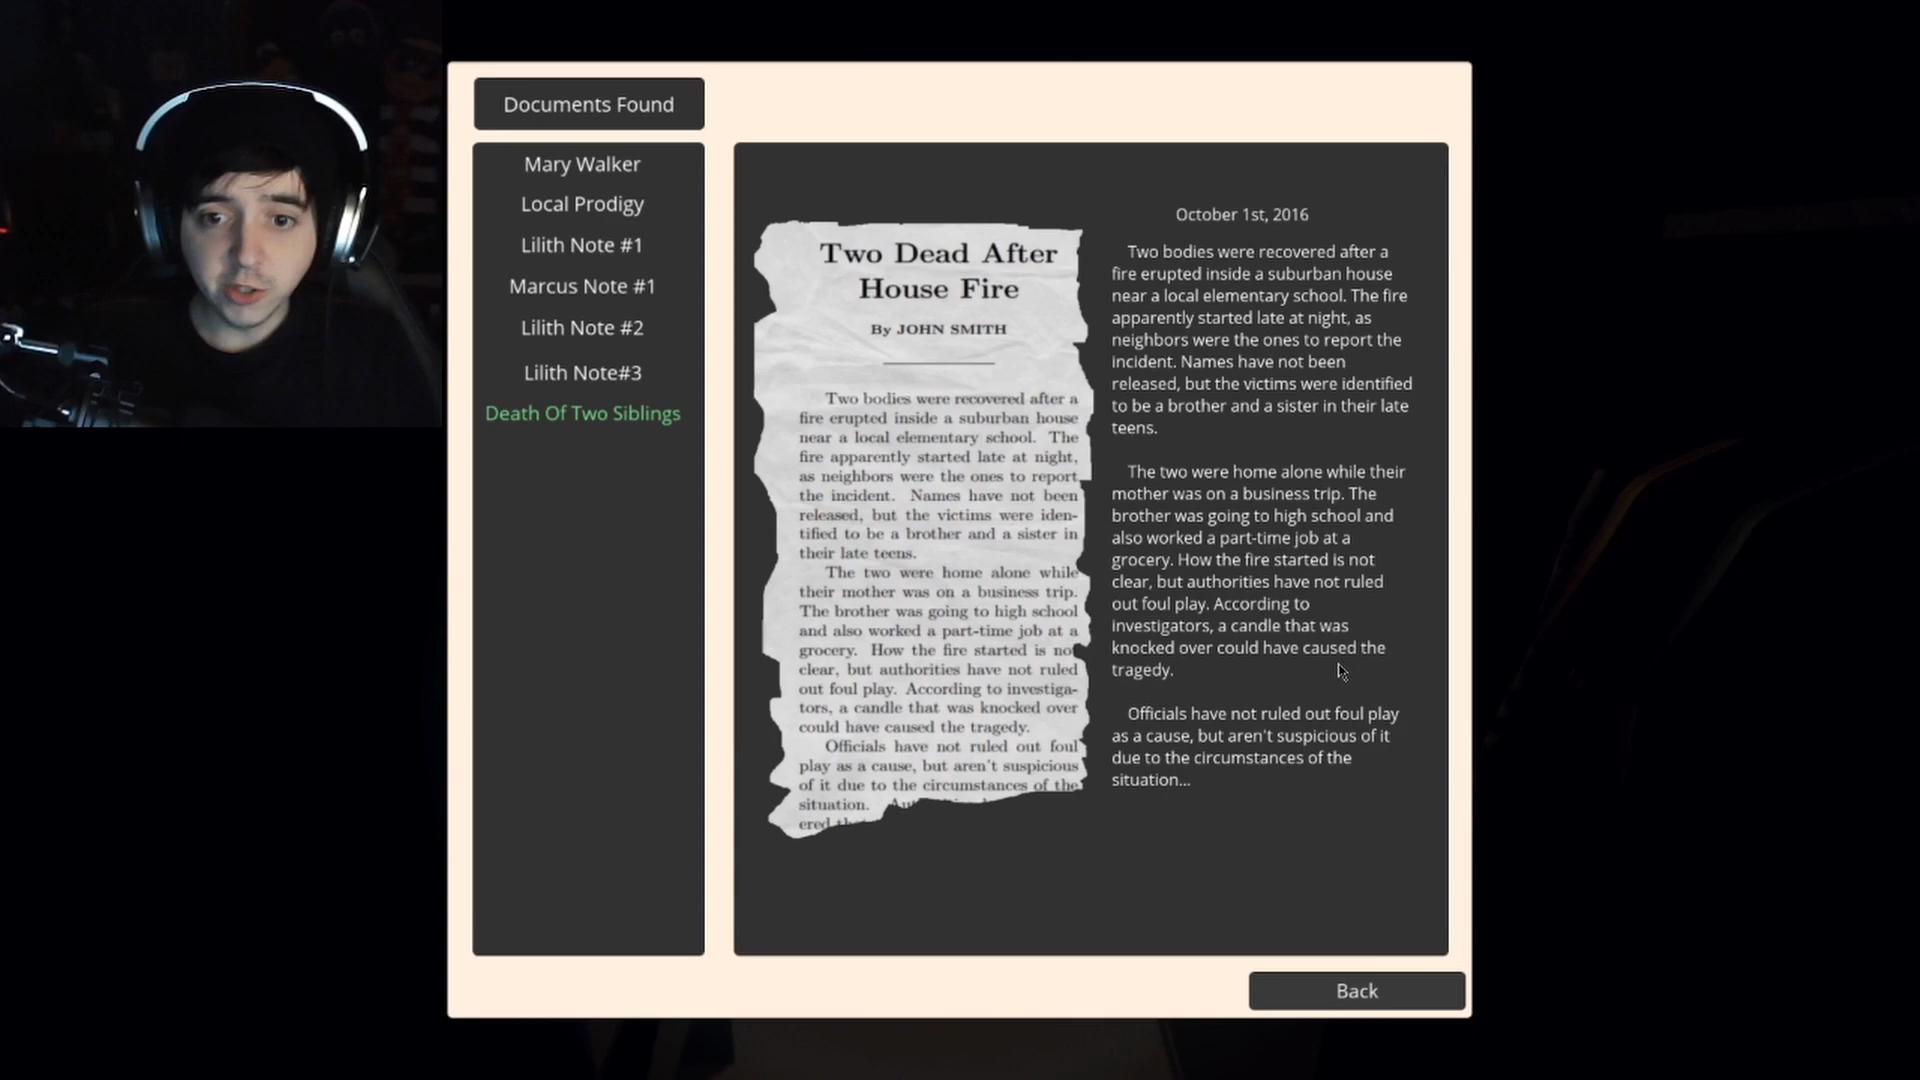 Documents Found
Mary Walker
Local Prodigy
Lilith Note #1
Marcus Note #1
Lilith Note #2
Lilith Note#3
Death Of Two Siblings
Two Dead After
House Fire
By JOHN SMITH
Two bodies were recovered after a
fire erupted inside a suburban house
near a local elementary school. The
fire apparently started late at night,
as neighbors were the ones to report
the incident. Names have not been
released, but the victims were iden-
tified to be a brother and a sister in
their late teens.
The two were home alone while
their mother was on a business trip.
The brother was going to high school
and also worked a part-time job at a
grocery. How the fire started is not
clear, but authorities have not ruled
out foul play. According to investiga-
tors, a candle that was knocked over
could have caused the tragedy.
Officials have not ruled out foul
play as a cause, but aren't suspicious
of it due to the circumstances of the
situation.
ered
October 1st, 2016
Two bodies were recovered after a
fire erupted inside a suburban house
near a local elementary school. The fire
apparently started late at night, as
neighbors were the ones to report the
incident. Names have not been
released, but the victims were identified
to be a brother and a sister in their late
teens.
The two were home alone while their
mother was on a business trip. The
brother was going to high school and
also worked a part-time job at a
grocery. How the fire started is not
clear, but authorities have not ruled
out foul play. According to
investigators, a candle that was
knocked over could have caused the
tragedy.
Officials have not ruled out foul play
as a cause, but aren't suspicious of it
due to the circumstances of the
situation...
Back